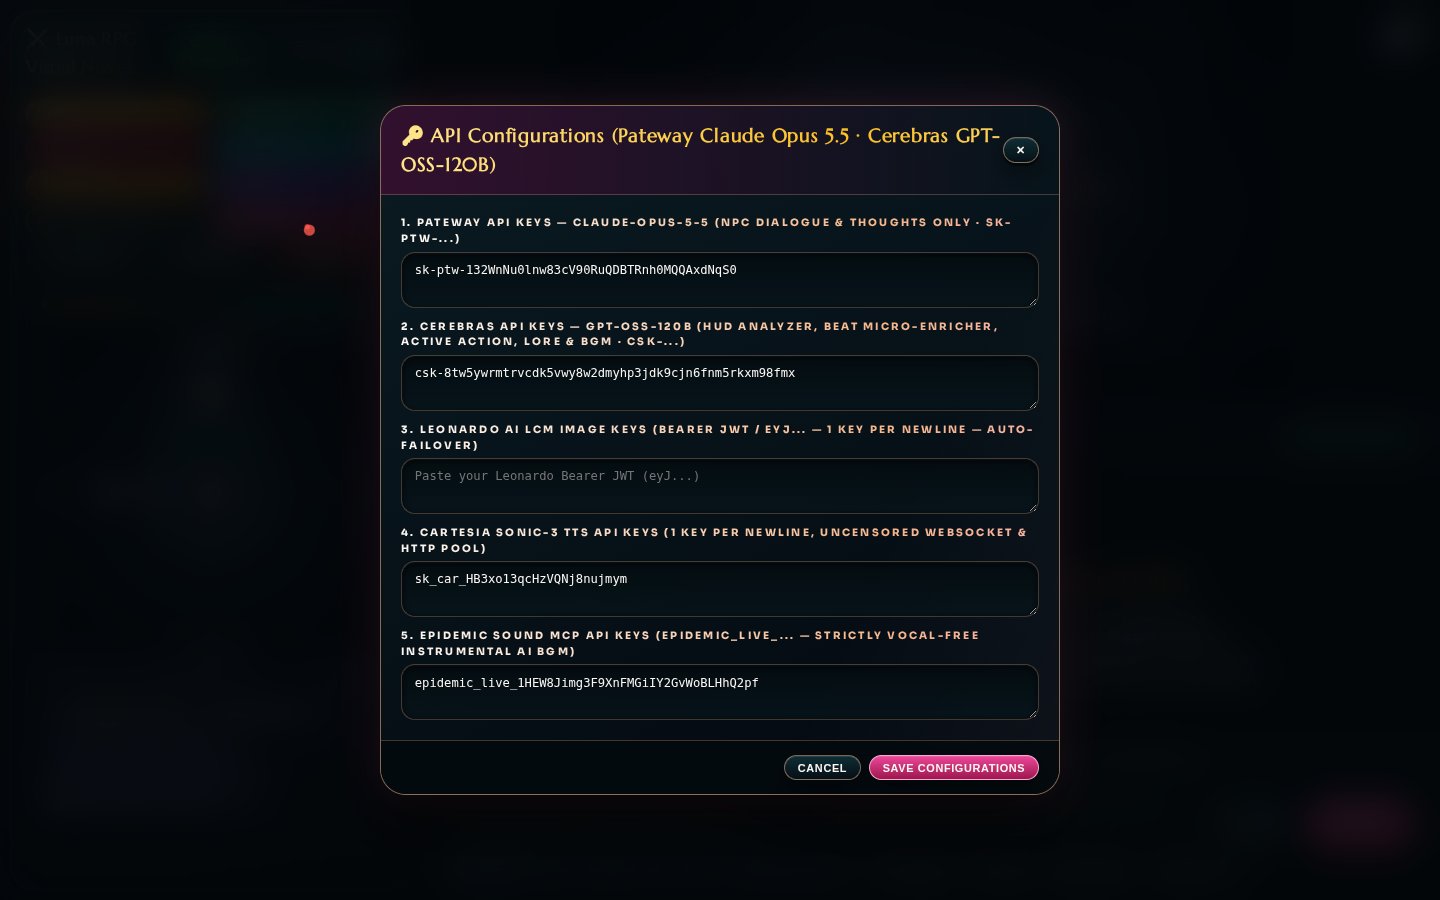 🔑 API Configurations (Pateway Claude Opus 5.5 · Cerebras GPT-
OSS-120B)
×
1. PATEWAY API KEYS — CLAUDE-OPUS-5-5 (NPC DIALOGUE & THOUGHTS ONLY · SK-
PTW-...)
sk-ptw-132WnNu0lnw83cV90RuQDBTRnh0MQQAxdNqS0
2. CEREBRAS API KEYS — GPT-OSS-120B (HUD ANALYZER, BEAT MICRO-ENRICHER,
ACTIVE ACTION, LORE & BGM · CSK-...)
csk-8tw5ywrmtrvcdk5vwy8w2dmyhp3jdk9cjn6fnm5rkxm98fmx
3. LEONARDO AI LCM IMAGE KEYS (BEARER JWT / EYJ... — 1 KEY PER NEWLINE — AUTO-
FAILOVER)
Paste your Leonardo Bearer JWT (eyJ...)
4. CARTESIA SONIC-3 TTS API KEYS (1 KEY PER NEWLINE, UNCENSORED WEBSOCKET &
HTTP POOL)
sk_car_HB3xo13qcHzVQNj8nujmym
5. EPIDEMIC SOUND MCP API KEYS (EPIDEMIC_LIVE_... — STRICTLY VOCAL-FREE
INSTRUMENTAL AI BGM)
epidemic_live_1HEW8Jimg3F9XnFMGiIY2GvWoBLHhQ2pf
CANCEL
SAVE CONFIGURATIONS